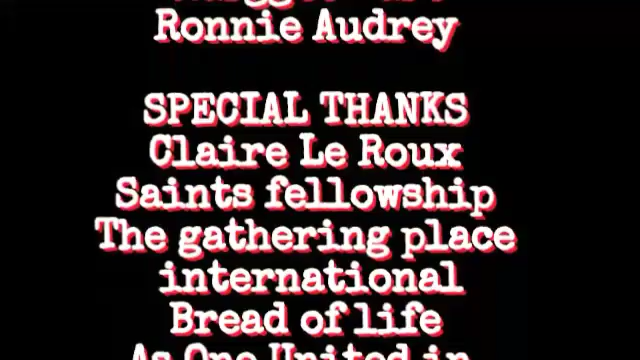 Ronnie Audrey
SPECIAL THANKS
Claire Le Roux
Saints fellowship
The gathering place
international
Bread of life
As One United in